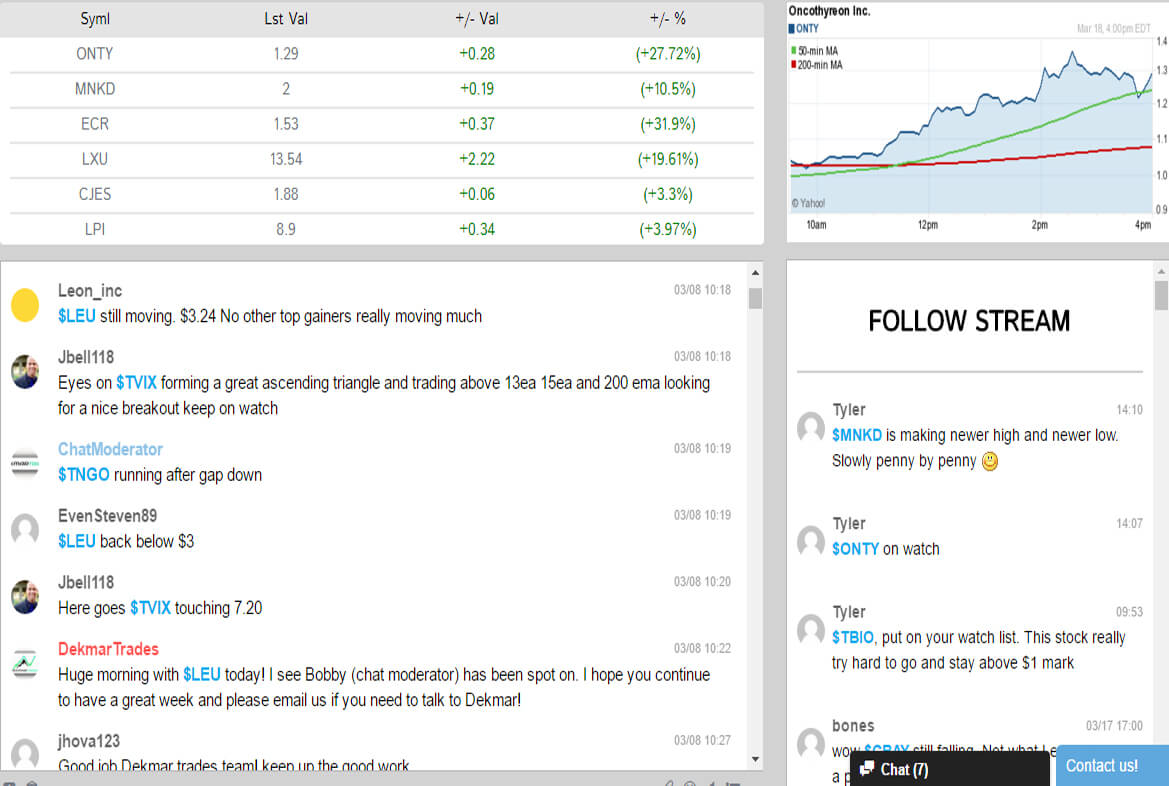 Syml Lst Val +/- Val +/- %
ONTY 1.29 +0.28 (+27.72%)
MNKD 2 +0.19 (+10.5%)
ECR 1.53 +0.37 (+31.9%)
LXU 13.54 +2.22 (+19.61%)
CJES 1.88 +0.06 (+3.3%)
LPI 8.9 +0.34 (+3.97%)
Oncothyreon Inc.
ONTY Mar 18, 4:00pm EDT
50-min MA
200-min MA
1.4
1.3
1.2
1.1
1.0
0.9
© Yahoo!
10am 12pm 2pm 4pm
Leon_inc 03/08 10:18
$LEU still moving. $3.24 No other top gainers really moving much
Jbell118 03/08 10:18
Eyes on $TVIX forming a great ascending triangle and trading above 13ea 15ea and 200 ema looking
for a nice breakout keep on watch
ChatModerator 03/08 10:19
$TNGO running after gap down
EvenSteven89 03/08 10:19
$LEU back below $3
Jbell118 03/08 10:20
Here goes $TVIX touching 7.20
DekmarTrades 03/08 10:22
Huge morning with $LEU today! I see Bobby (chat moderator) has been spot on. I hope you continue
to have a great week and please email us if you need to talk to Dekmar!
jhova123 03/08 10:27
Good job Dekmar trades team! keep up the good work
FOLLOW STREAM
Tyler 14:10
$MNKD is making newer high and newer low.
Slowly penny by penny
Tyler 14:07
$ONTY on watch
Tyler 09:53
$TBIO, put on your watch list. This stock really
try hard to go and stay above $1 mark
bones 03/17 17:00
wow still falling. Not what I
a
Chat (7)
Contact us!